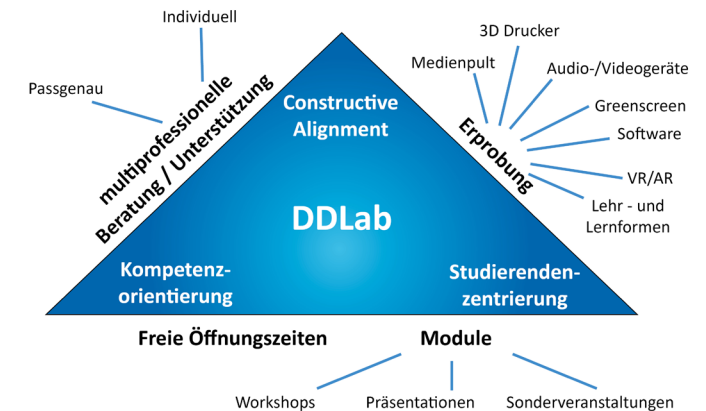 Individuell
Passgenau
multiprofessionelle
Beratung / Unterstützung
3D Drucker
Medienpult
Audio-/Videogeräte
Greenscreen
Software
VR/AR
Lehr - und
Lernformen
Erprobung
Constructive
Alignment
DDLab
Kompetenz-
orientierung
Studierenden-
zentrierung
Freie Öffnungszeiten
Module
Workshops
Präsentationen
Sonderveranstaltungen